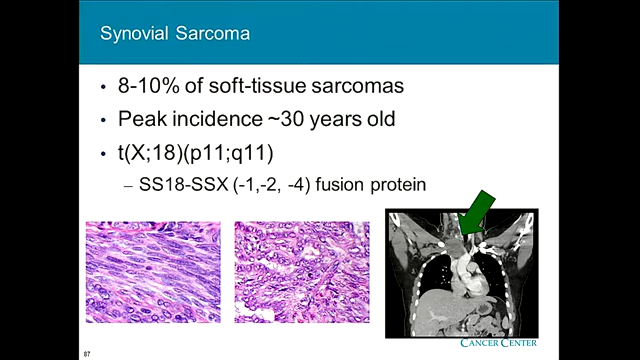 Synovial Sarcoma
• 8-10% of soft-tissue sarcomas
• Peak incidence ~30 years old
• t(X;18)(p11;q11)
– SS18-SSX (-1,-2, -4) fusion protein
CANCER CENTER
87